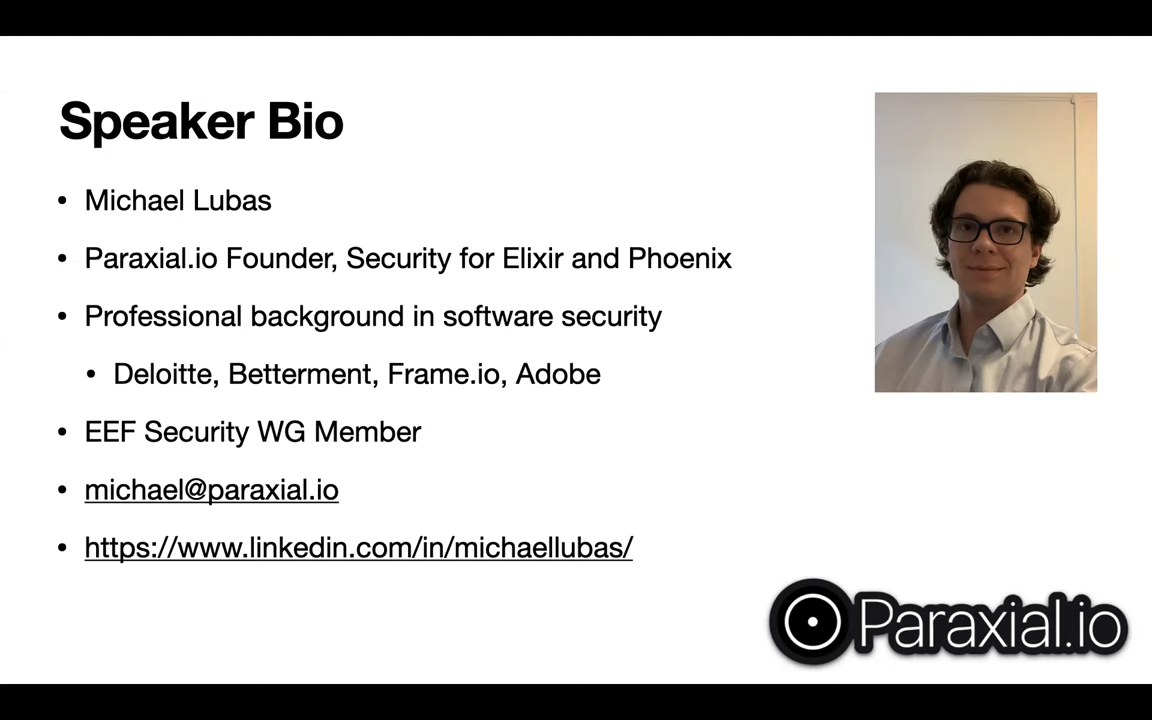 Speaker Bio
• Michael Lubas
• Paraxial.io Founder, Security for Elixir and Phoenix
• Professional background in software security
• Deloitte, Betterment, Frame.io, Adobe
• EEF Security WG Member
• michael@paraxial.io
• https://www.linkedin.com/in/michaellubas/
Paraxial.io